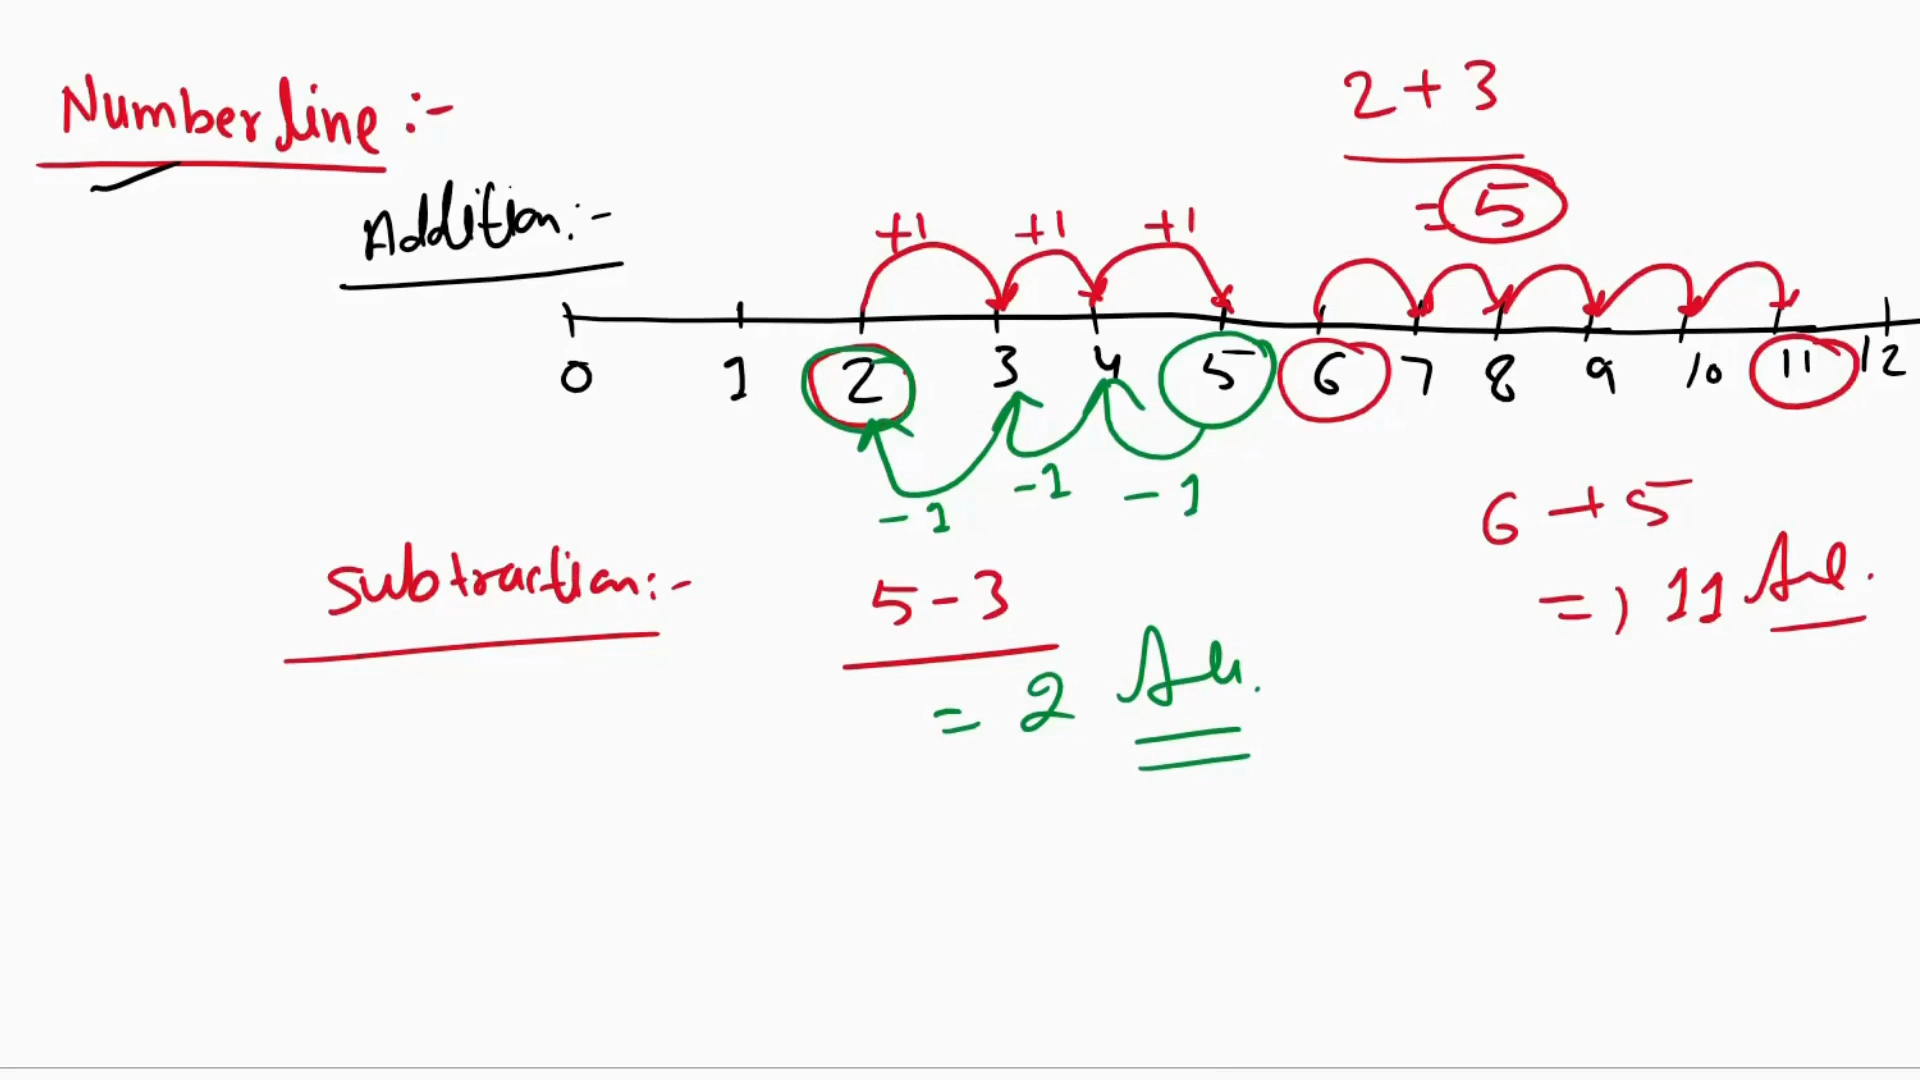 Number line :-
2 + 3
= 5
Addition :-
+1 +1 +1
0 1 2 3 4 5 6 7 8 9 10 11 12
-1 -1 -1
6 + 5
=) 11 Ans.
Subtraction :-
5 - 3
= 2 Ans.